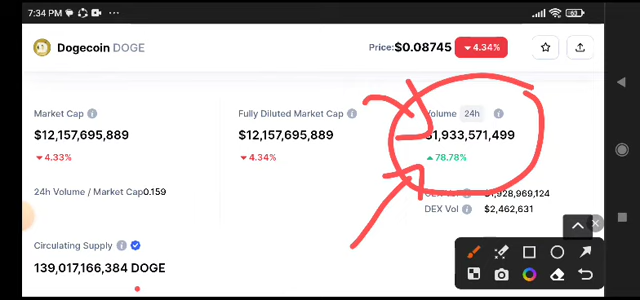 7:34 PM
63
Dogecoin DOGE
Price:$0.08745 ▼4.34%
Market Cap
Fully Diluted Market Cap
Volume 24h
$12,157,695,889
$12,157,695,889
$1,933,571,499
▼4.33%
▼4.34%
▲78.78%
24h Volume / Market Cap0.159
$1,928,969,124
DEX Vol $2,462,631
Circulating Supply
139,017,166,384 DOGE